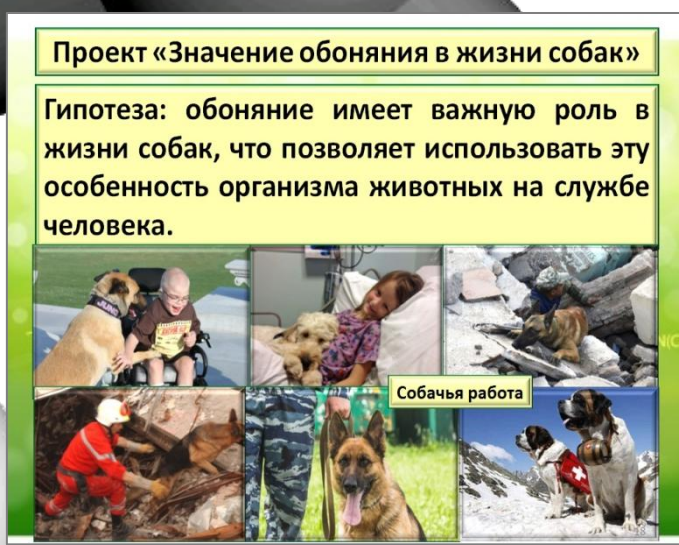 Проект «Значение обоняния в жизни собак»
Гипотеза: обоняние имеет важную роль в
жизни собак, что позволяет использовать эту
особенность организма животных на службе
человека.
Собачья работа